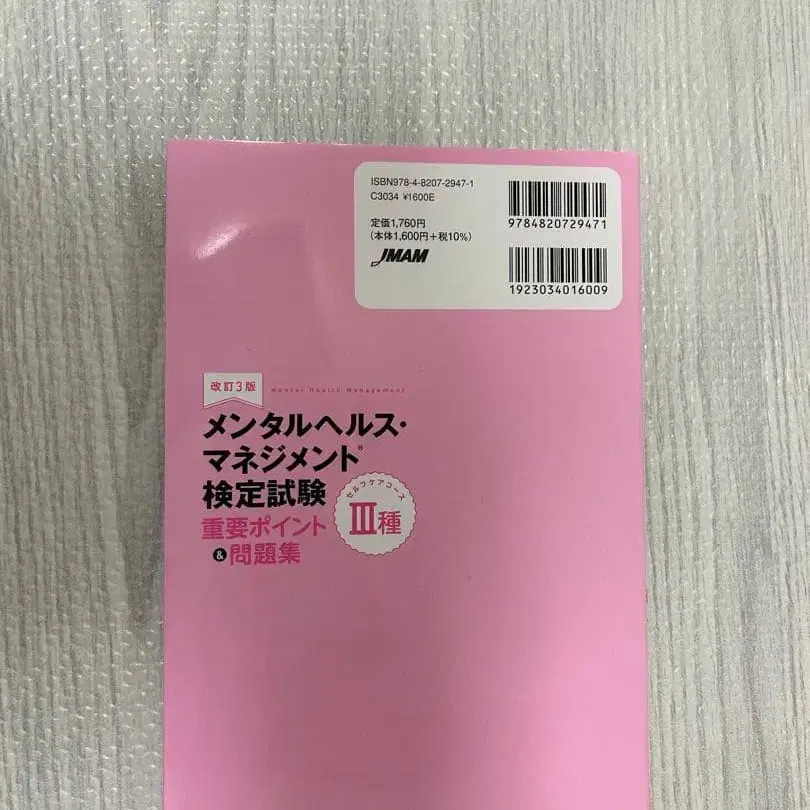 ISBN978-4-8207-2947-1
C3034 ¥1600E
定価1,760円
(本体1,600円+税10%)
JMAM
9784820729471
1923034016009
改訂3版
Mental Health Management
メンタルヘルス・
マネジメント®
検定試験
セルフケアコース
III種
重要ポイント
&問題集